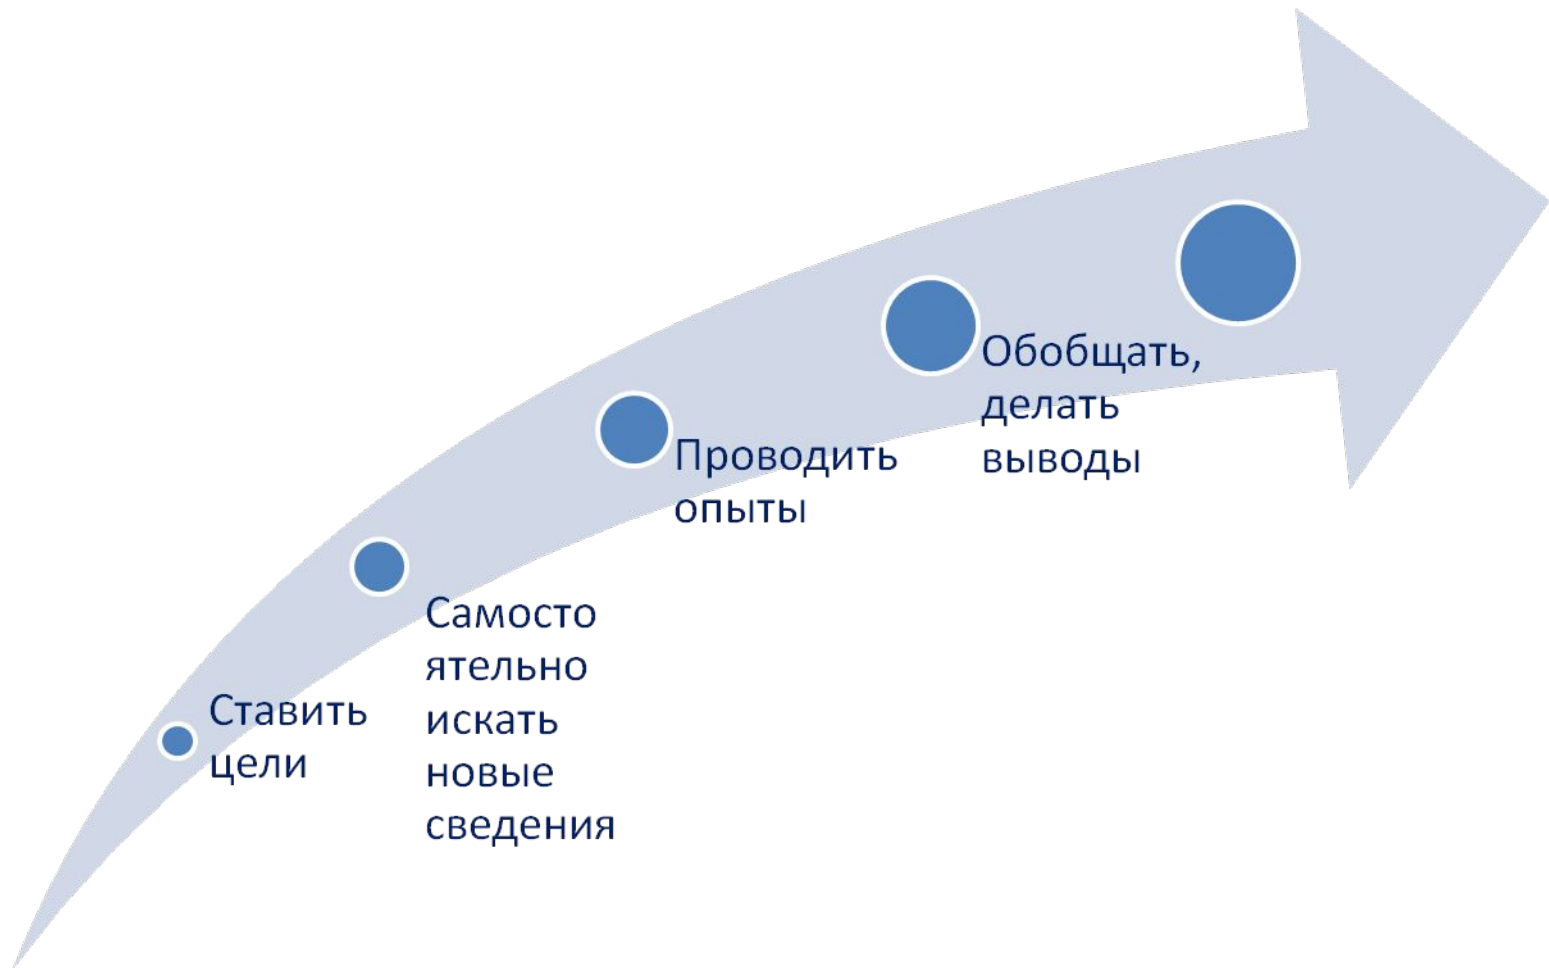 Ставить
цели
Самосто
ятельно
искать
новые
сведения
Проводить
опыты
Обобщать,
делать
выводы